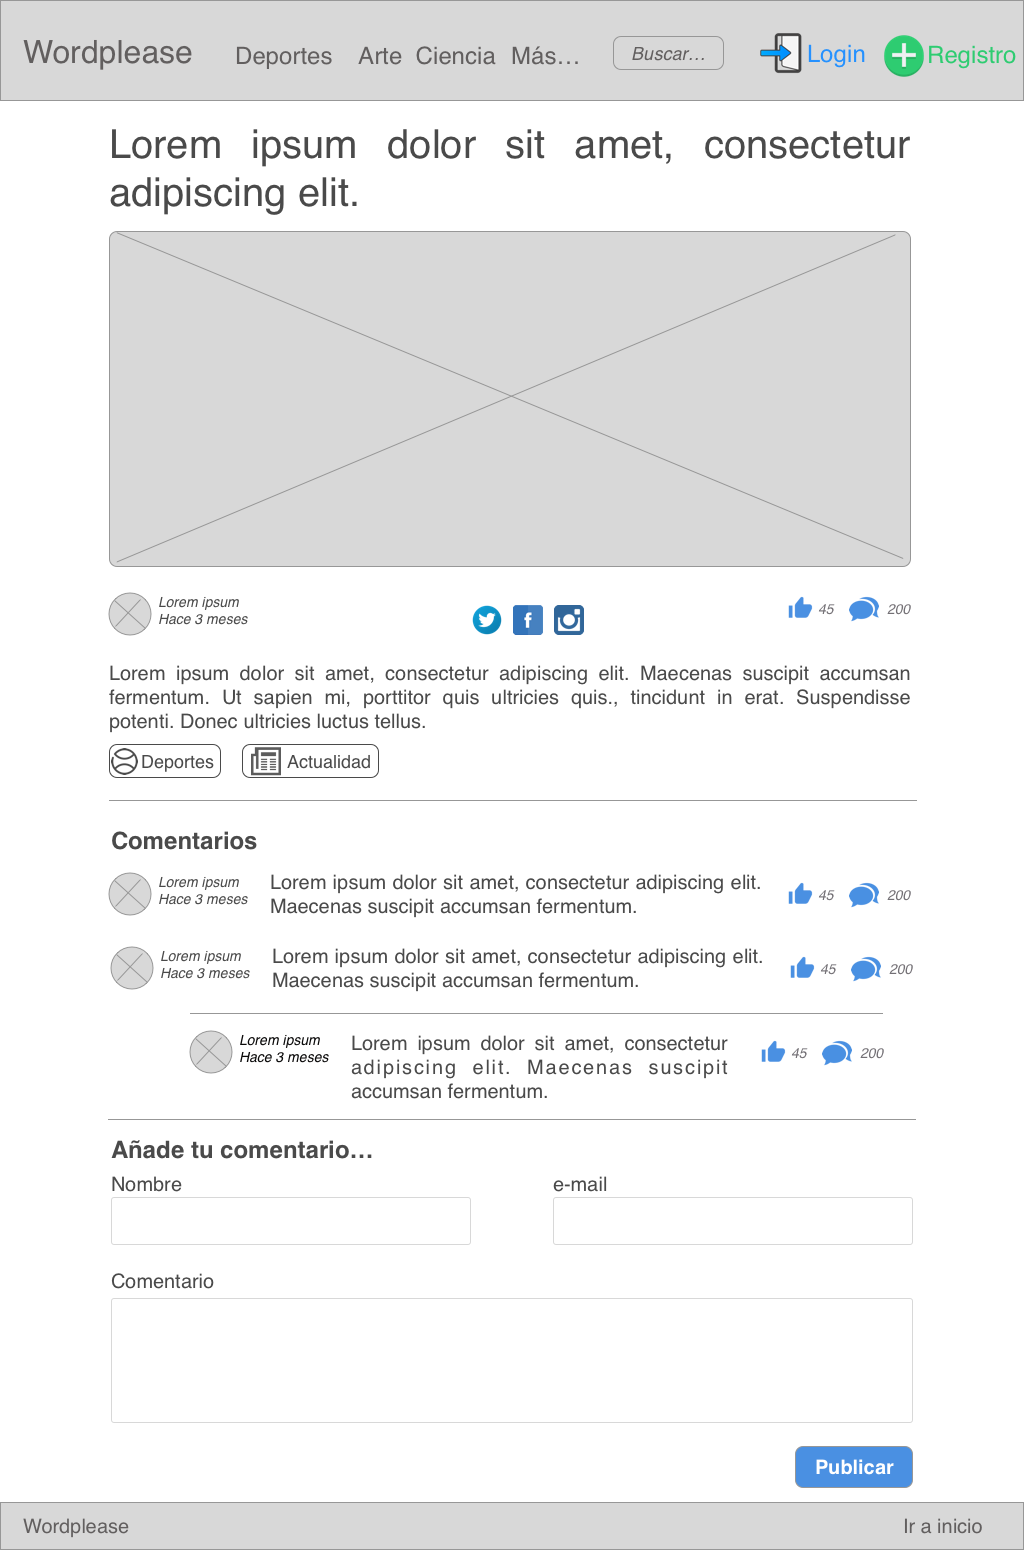 Wordplease Deportes Arte Ciencia Más... Buscar... Login Registro
Lorem ipsum dolor sit amet, consectetur
adipiscing elit.
Lorem ipsum
Hace 3 meses
45 200
Lorem ipsum dolor sit amet, consectetur adipiscing elit. Maecenas suscipit accumsan
fermentum. Ut sapien mi, porttitor quis ultricies quis., tincidunt in erat. Suspendisse
potenti. Donec ultricies luctus tellus.
Deportes Actualidad
Comentarios
Lorem ipsum
Hace 3 meses
Lorem ipsum dolor sit amet, consectetur adipiscing elit.
Maecenas suscipit accumsan fermentum.
45 200
Lorem ipsum
Hace 3 meses
Lorem ipsum dolor sit amet, consectetur adipiscing elit.
Maecenas suscipit accumsan fermentum.
45 200
Lorem ipsum
Hace 3 meses
Lorem ipsum dolor sit amet, consectetur
adipiscing elit. Maecenas suscipit
accumsan fermentum.
45 200
Añade tu comentario...
Nombre e-mail
Comentario
Publicar
Wordplease Ir a inicio